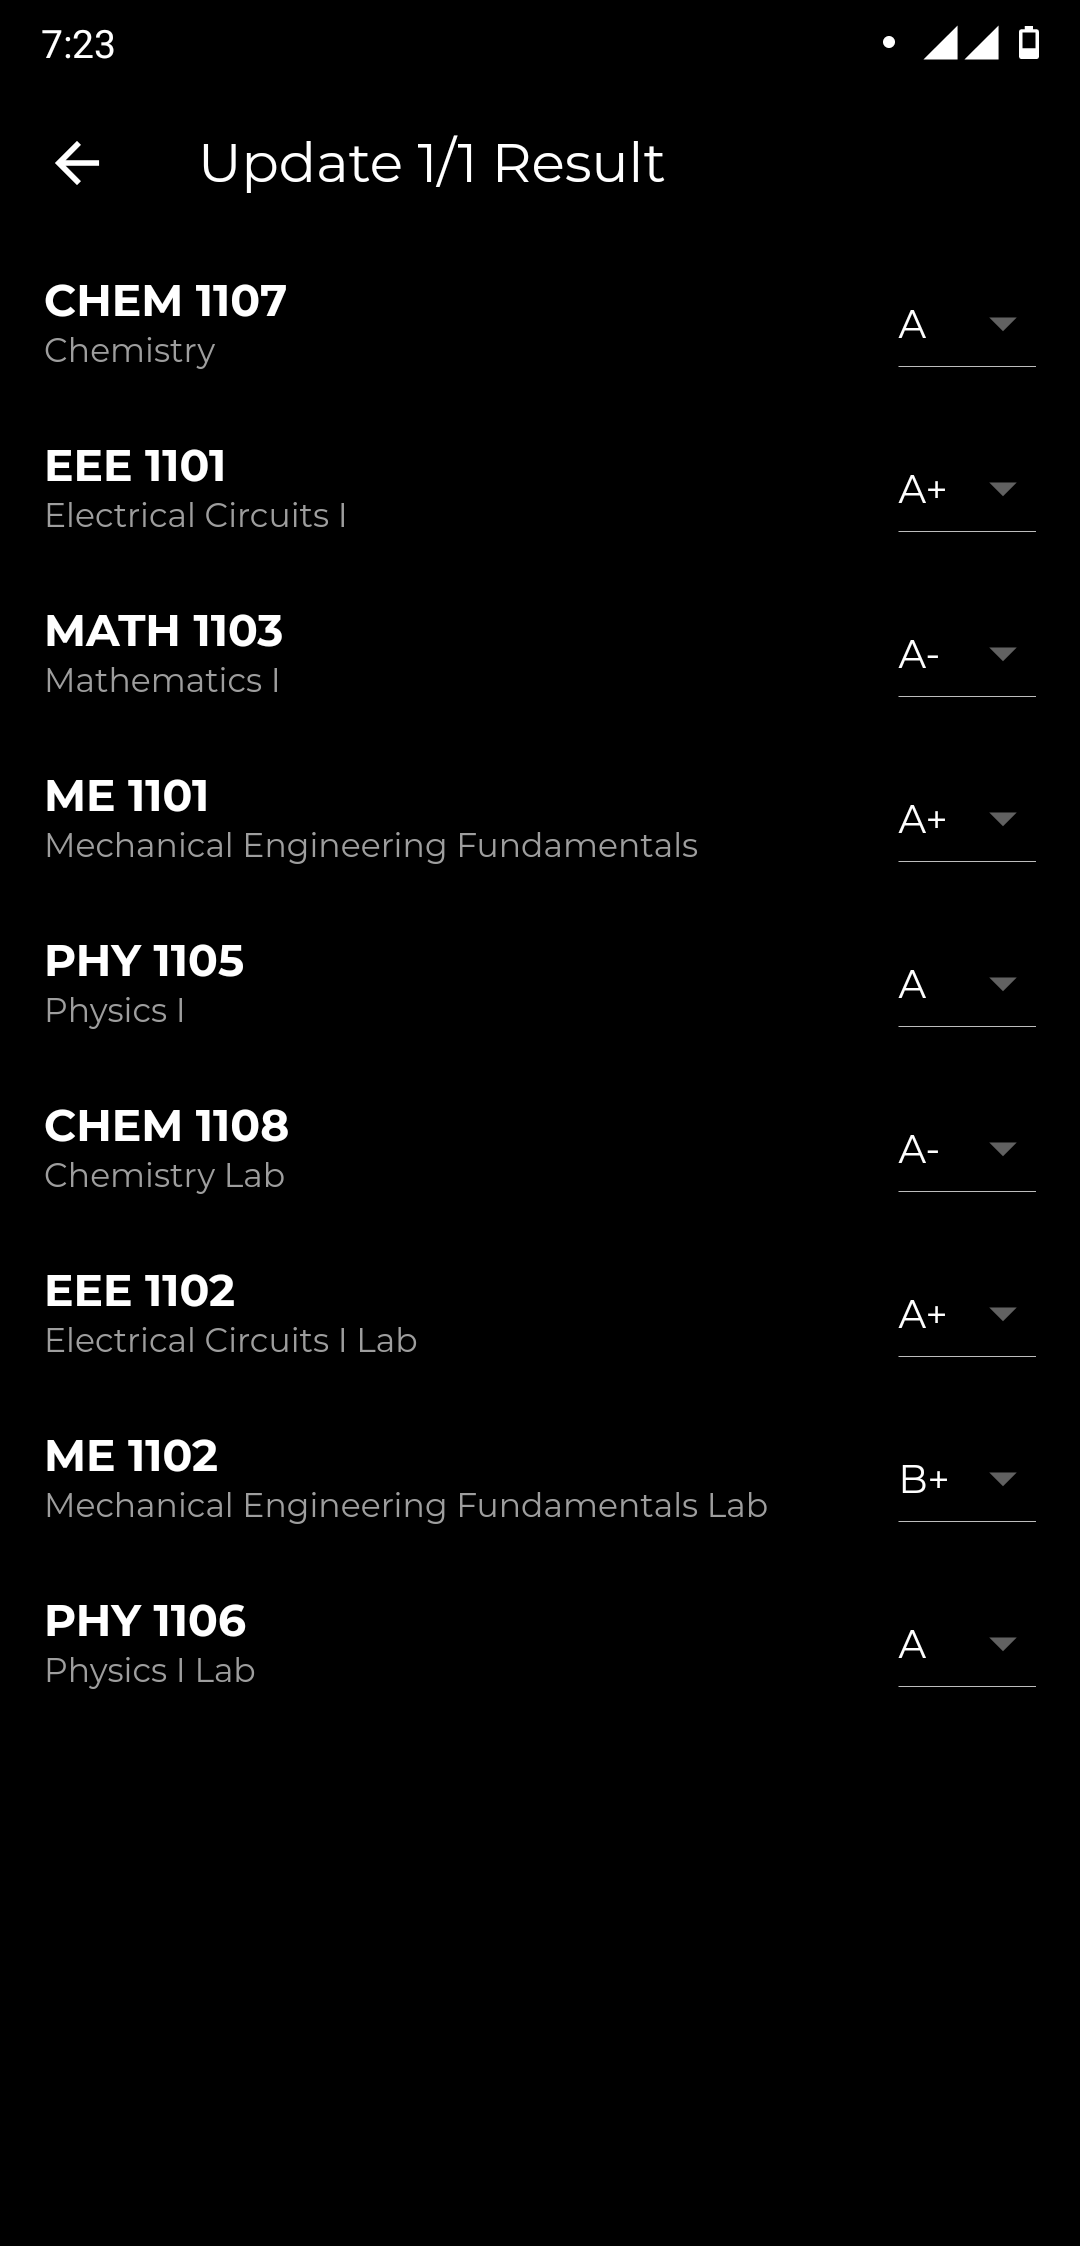 7:23
Update 1/1 Result
CHEM 1107
Chemistry
A
EEE 1101
Electrical Circuits I
A+
MATH 1103
Mathematics I
A-
ME 1101
Mechanical Engineering Fundamentals
A+
PHY 1105
Physics I
A
CHEM 1108
Chemistry Lab
A-
EEE 1102
Electrical Circuits I Lab
A+
ME 1102
Mechanical Engineering Fundamentals Lab
B+
PHY 1106
Physics I Lab
A